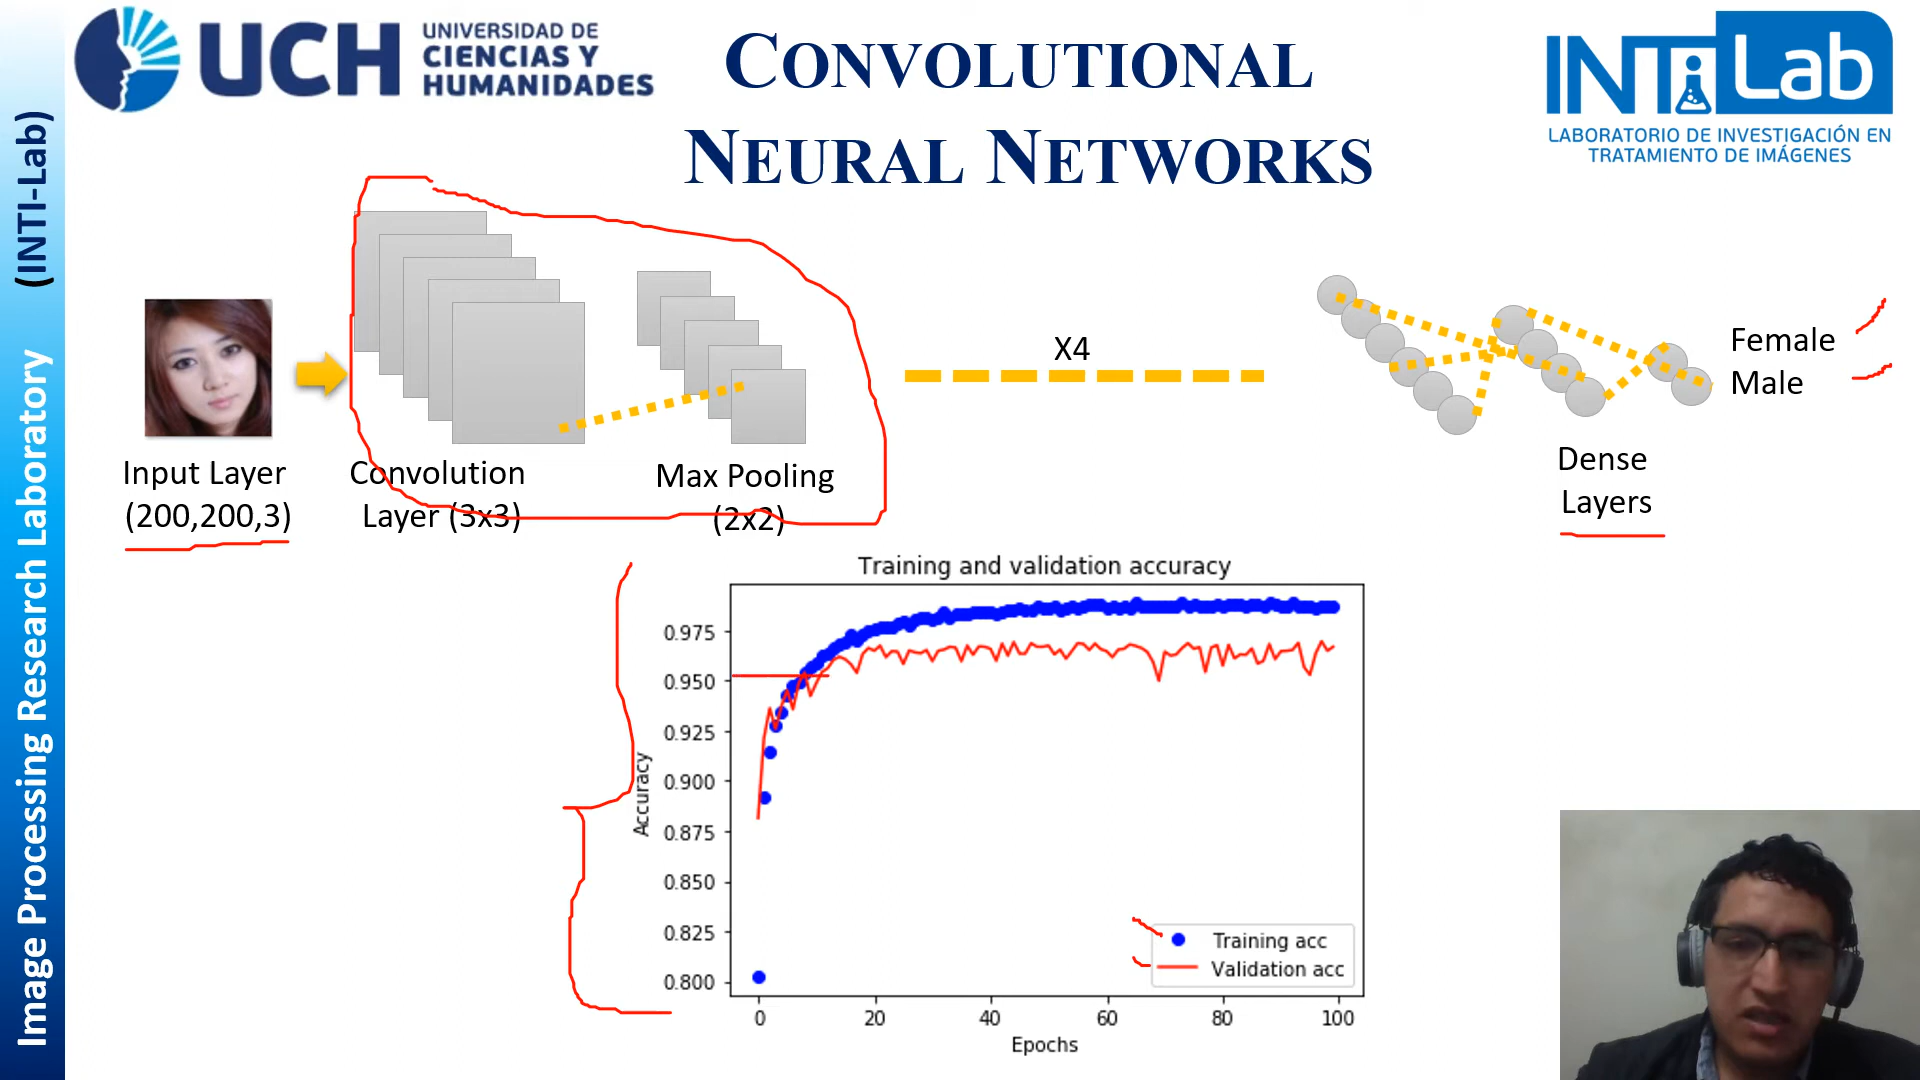 UCH
UNIVERSIDAD DE
CIENCIAS Y
HUMANIDADES
CONVOLUTIONAL
NEURAL NETWORKS
INTi Lab
LABORATORIO DE INVESTIGACIÓN EN
TRATAMIENTO DE IMÁGENES
Image Processing Research Laboratory (INTI-Lab)
Input Layer
(200,200,3)
Convolution
Layer (3x3)
Max Pooling
(2x2)
X4
Female
Male
Dense
Layers
Training and validation accuracy
0.975
0.950
0.925
0.900
0.875
0.850
0.825
0.800
Accuracy
Training acc
Validation acc
0 20 40 60 80 100
Epochs